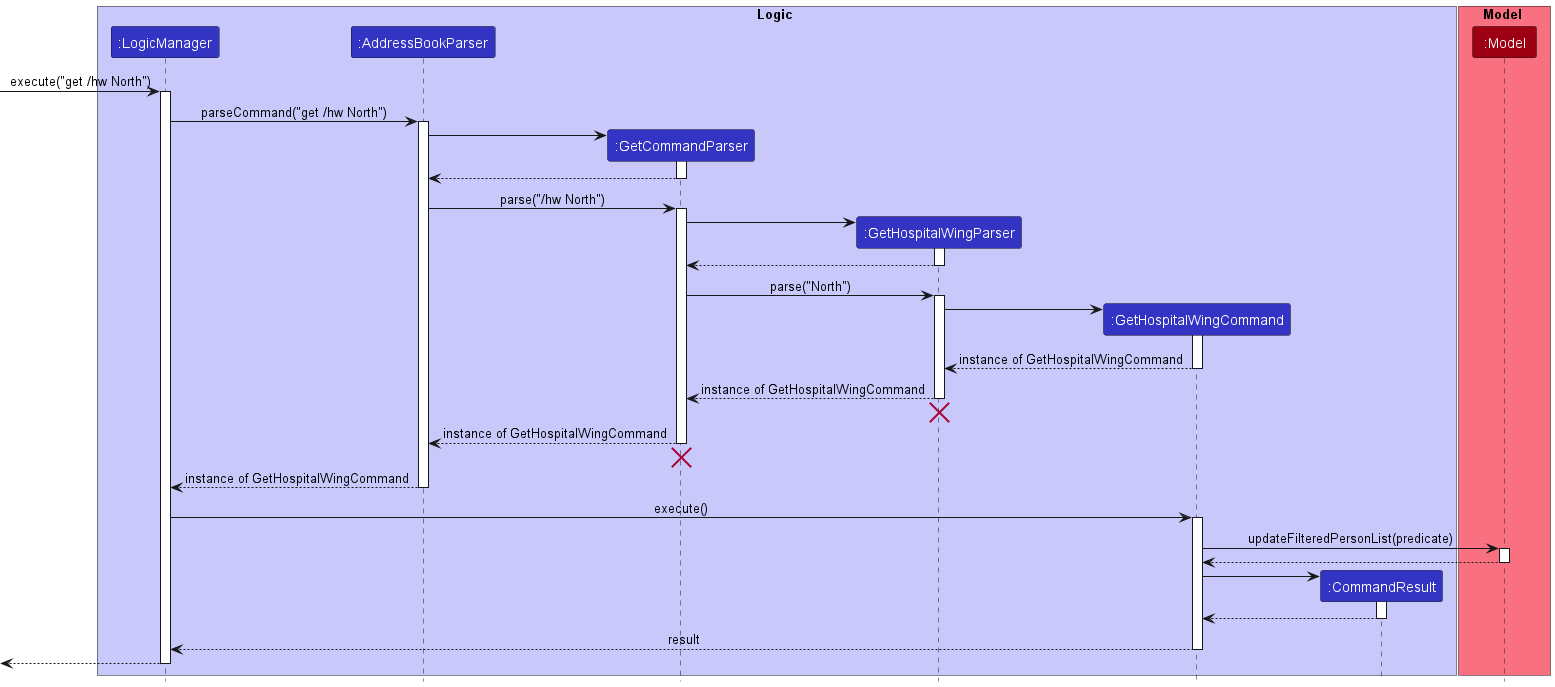 Logic
Model
:LogicManager
:AddressBookParser
:Model
execute("get /hw North")
parseCommand("get /hw North")
:GetCommandParser
parse("/hw North")
:GetHospitalWingParser
parse("North")
:GetHospitalWingCommand
instance of GetHospitalWingCommand
instance of GetHospitalWingCommand
instance of GetHospitalWingCommand
instance of GetHospitalWingCommand
execute()
updateFilteredPersonList(predicate)
:CommandResult
result